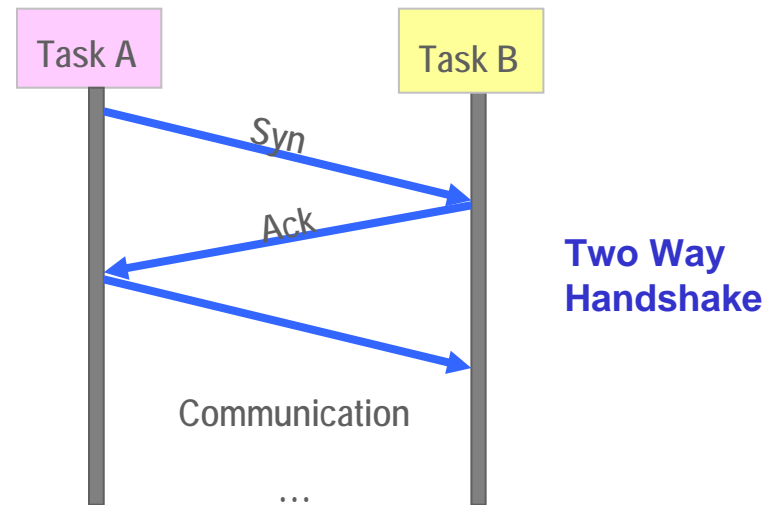 Task A
Task B
Syn
Ack
Two Way
Handshake
Communication
…